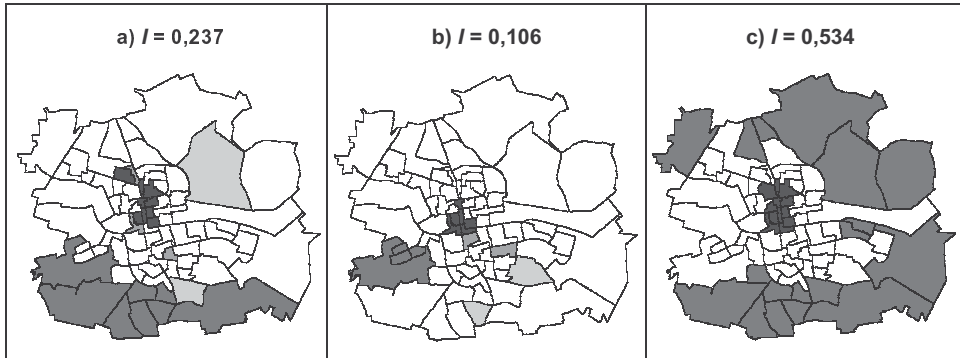 a) I = 0,237
b) I = 0,106
c) I = 0,534